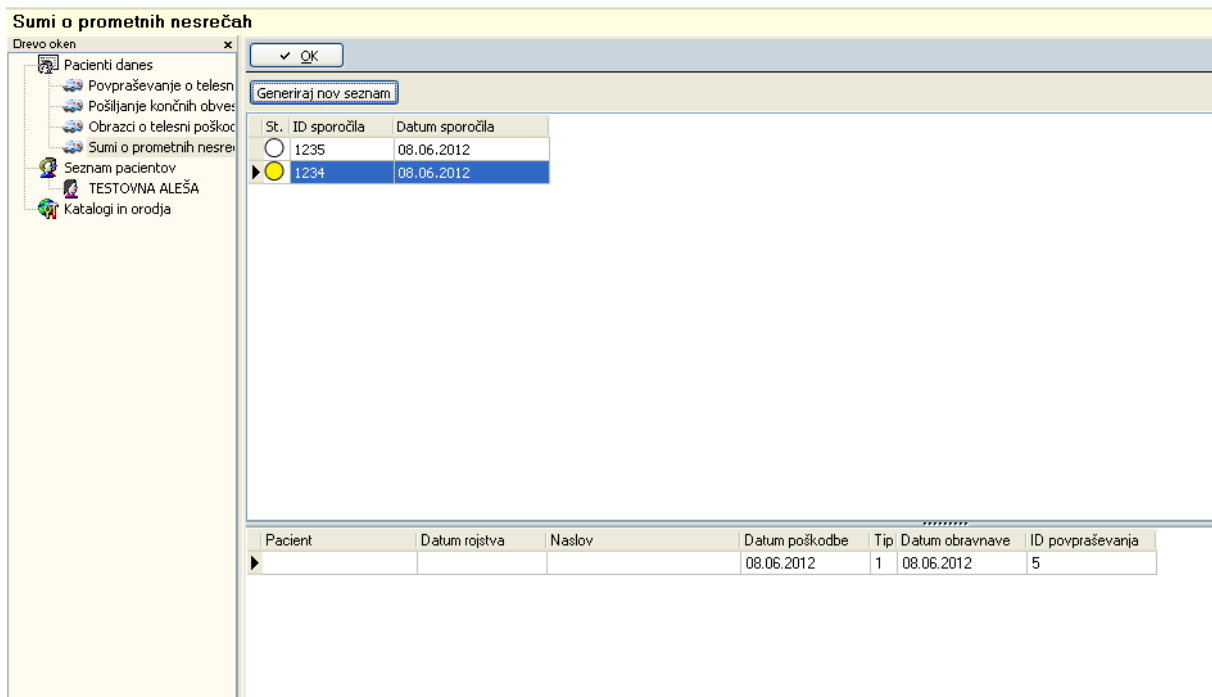 Sumi o prometnih nesrečah
Drevo oken x
Pacienti danes
Povpraševanje o telesn
Pošiljanje končnih obves
Obrazci o telesni poškod
Sumi o prometnih nesre
Seznam pacientov
TESTOVNA ALEŠA
Katalogi in orodja
OK
Generiraj nov seznam
St. ID sporočila Datum sporočila
1235 08.06.2012
1234 08.06.2012
Pacient Datum rojstva Naslov Datum poškodbe Tip Datum obravnave ID povpraševanja
08.06.2012 1 08.06.2012 5